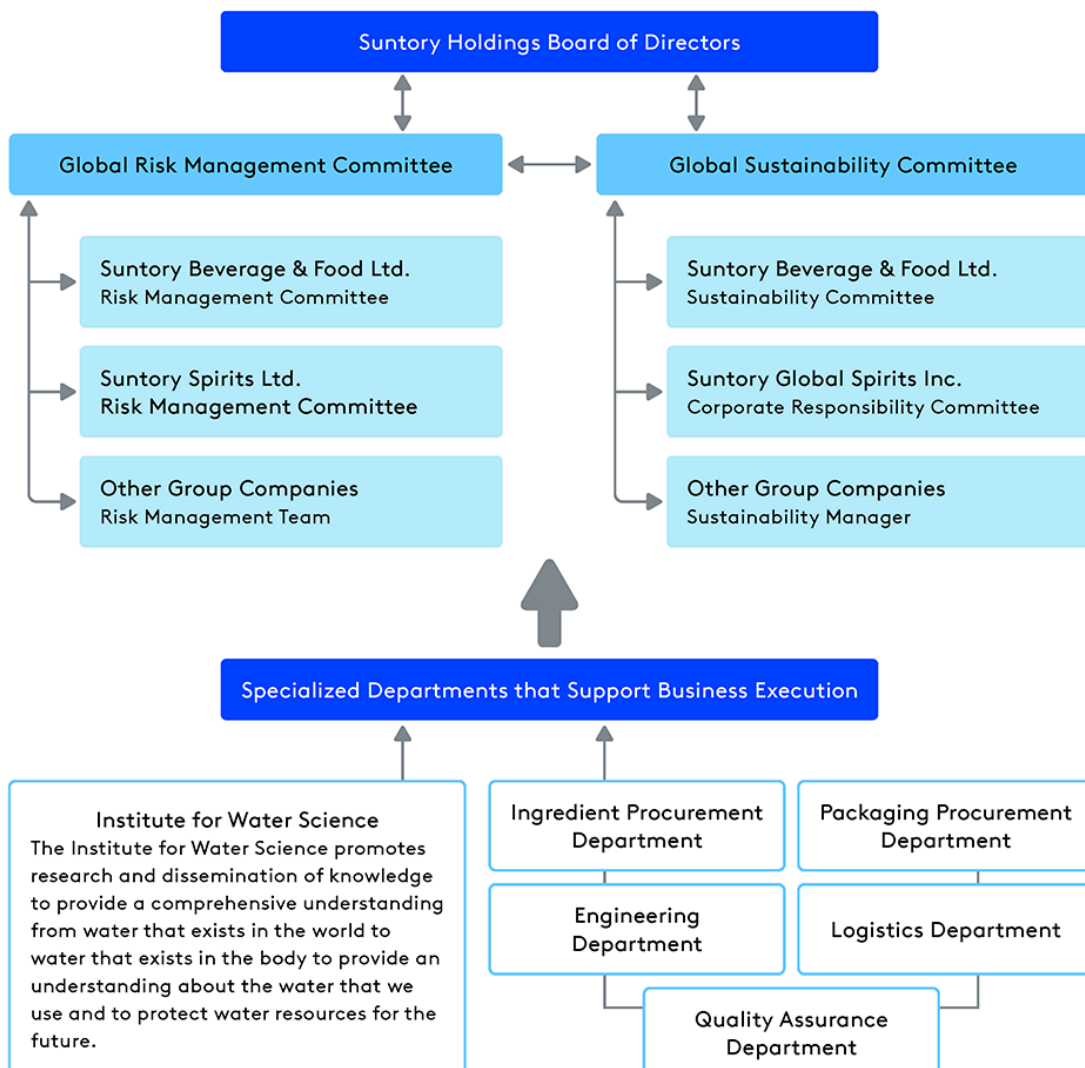 Suntory Holdings Board of Directors
Global Risk Management Committee
Global Sustainability Committee
Suntory Beverage & Food Ltd.
Risk Management Committee
Suntory Spirits Ltd.
Risk Management Committee
Other Group Companies
Risk Management Team
Suntory Beverage & Food Ltd.
Sustainability Committee
Suntory Global Spirits Inc.
Corporate Responsibility Committee
Other Group Companies
Sustainability Manager
Specialized Departments that Support Business Execution
Institute for Water Science
The Institute for Water Science promotes
research and dissemination of knowledge
to provide a comprehensive understanding
from water that exists in the world to
water that exists in the body to provide an
understanding about the water that we
use and to protect water resources for the
future.
Ingredient Procurement
Department
Packaging Procurement
Department
Engineering
Department
Logistics Department
Quality Assurance
Department